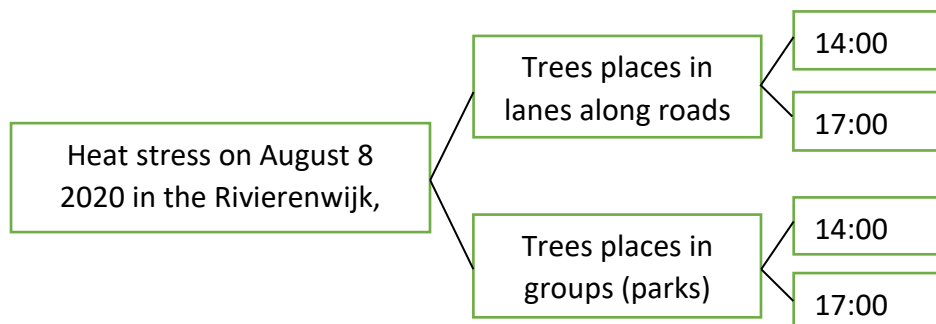 Heat stress on August 8
2020 in the Rivierenwijk,
Trees places in
lanes along roads
14:00
17:00
Trees places in
groups (parks)
14:00
17:00